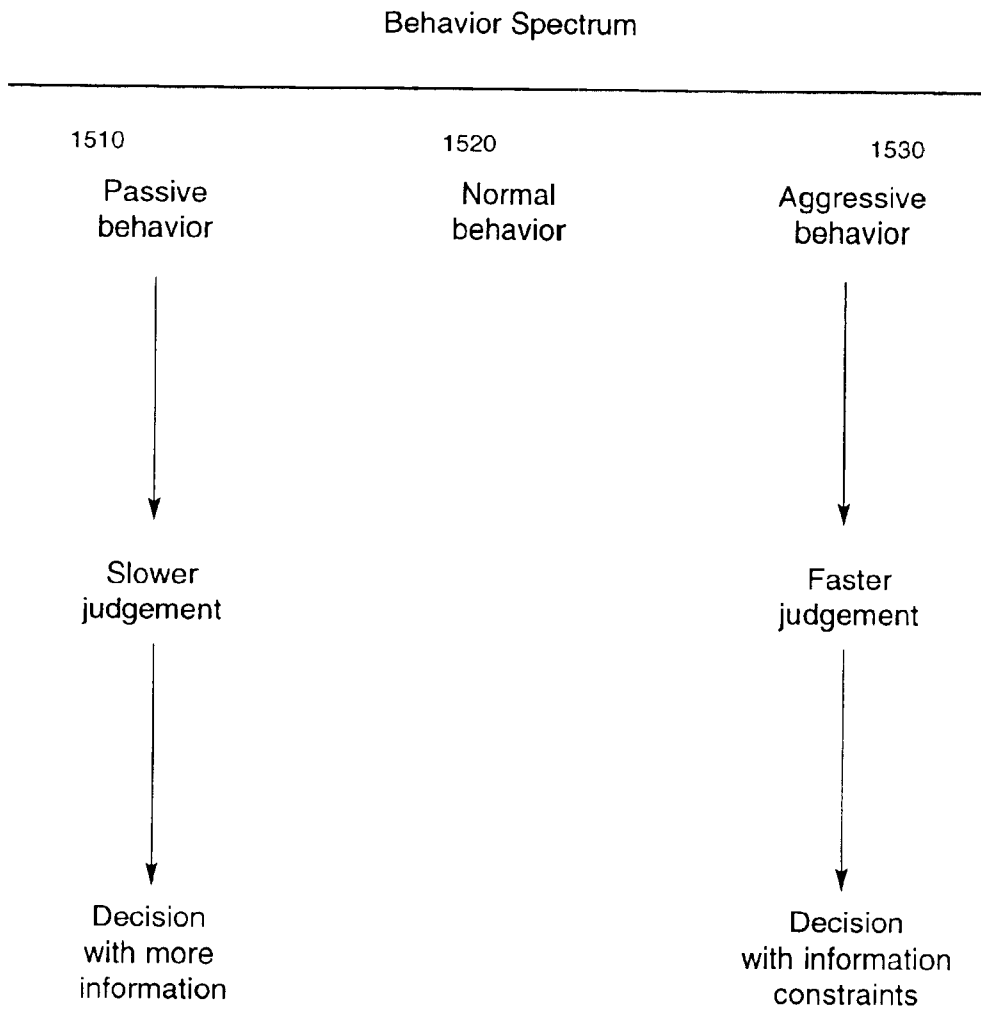 Behavior Spectrum
1510
1520
1530
Passive
behavior
Normal
behavior
Aggressive
behavior
Slower
judgement
Faster
judgement
Decision
with more
information
Decision
with information
constraints